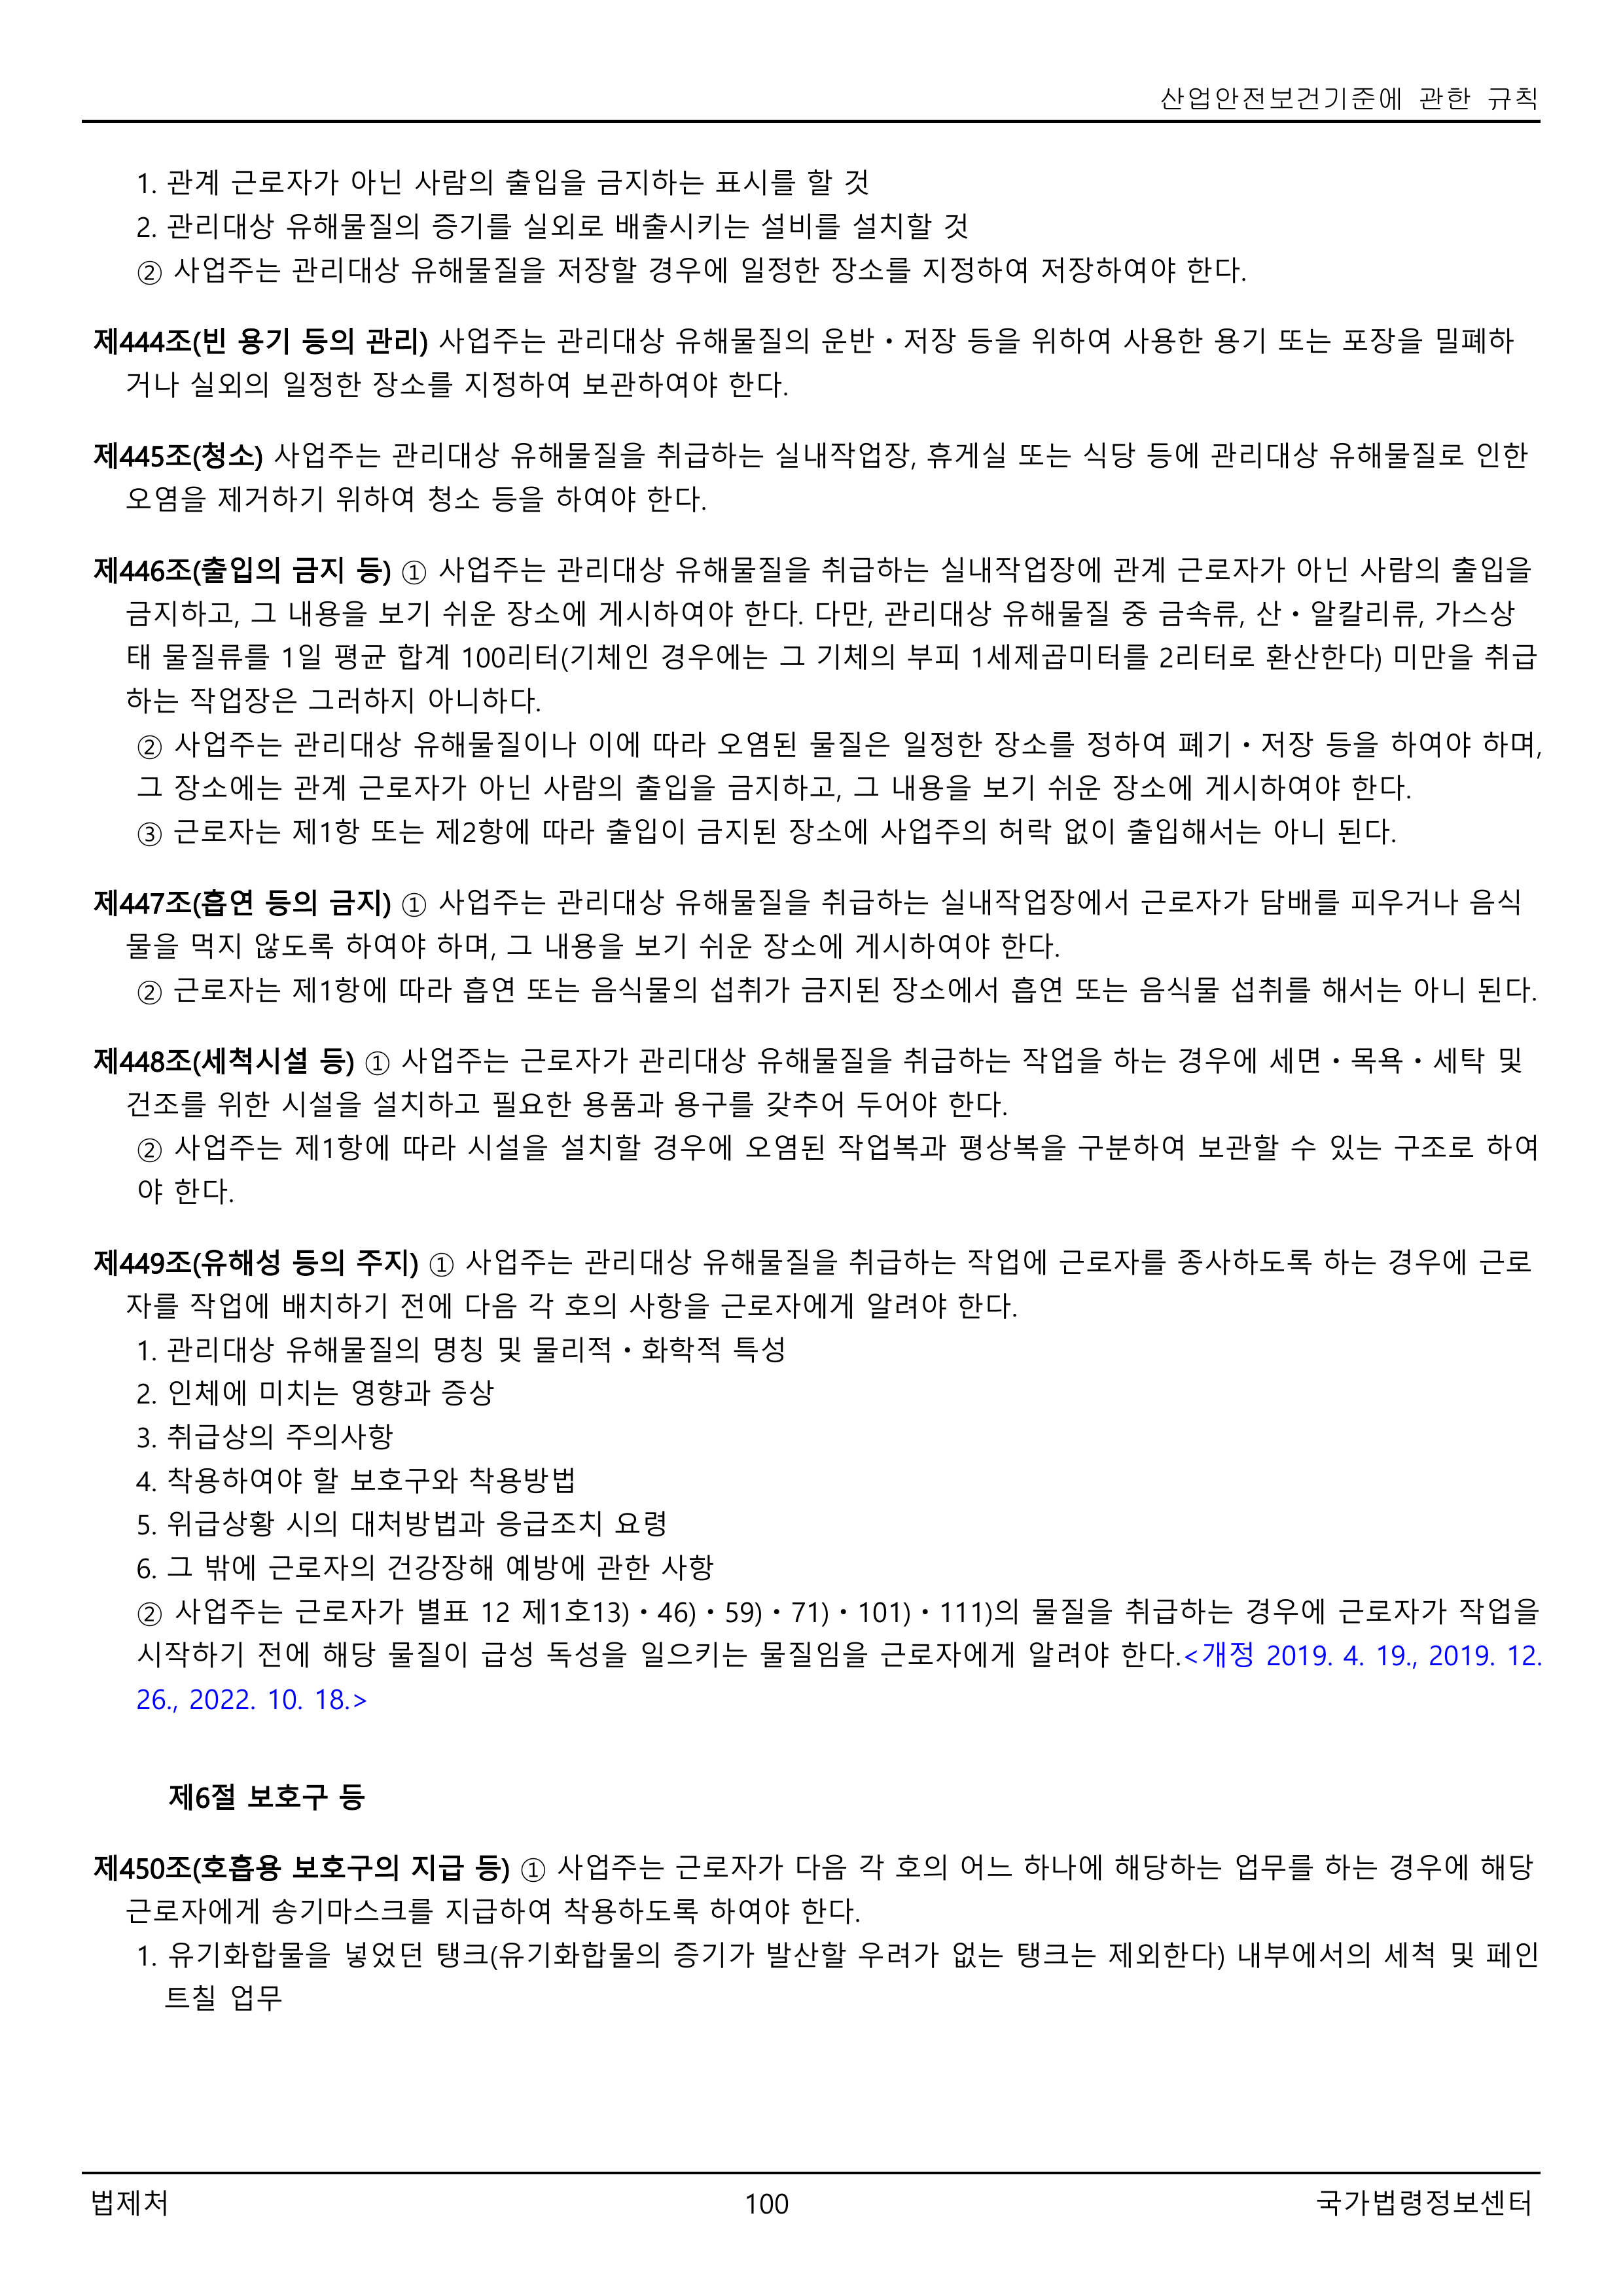 산업안전보건기준에 관한 규칙
1. 관계 근로자가 아닌 사람의 출입을 금지하는 표시를 할 것
2. 관리대상 유해물질의 증기를 실외로 배출시키는 설비를 설치할 것
② 사업주는 관리대상 유해물질을 저장할 경우에 일정한 장소를 지정하여 저장하여야 한다.
제444조(빈 용기 등의 관리) 사업주는 관리대상 유해물질의 운반ㆍ저장 등을 위하여 사용한 용기 또는 포장을 밀폐하
거나 실외의 일정한 장소를 지정하여 보관하여야 한다.
제445조(청소) 사업주는 관리대상 유해물질을 취급하는 실내작업장, 휴게실 또는 식당 등에 관리대상 유해물질로 인한
오염을 제거하기 위하여 청소 등을 하여야 한다.
제446조(출입의 금지 등) ① 사업주는 관리대상 유해물질을 취급하는 실내작업장에 관계 근로자가 아닌 사람의 출입을
금지하고, 그 내용을 보기 쉬운 장소에 게시하여야 한다. 다만, 관리대상 유해물질 중 금속류, 산ㆍ알칼리류, 가스상
태 물질류를 1일 평균 합계 100리터(기체인 경우에는 그 기체의 부피 1세제곱미터를 2리터로 환산한다) 미만을 취급
하는 작업장은 그러하지 아니하다.
② 사업주는 관리대상 유해물질이나 이에 따라 오염된 물질은 일정한 장소를 정하여 폐기ㆍ저장 등을 하여야 하며,
그 장소에는 관계 근로자가 아닌 사람의 출입을 금지하고, 그 내용을 보기 쉬운 장소에 게시하여야 한다.
③ 근로자는 제1항 또는 제2항에 따라 출입이 금지된 장소에 사업주의 허락 없이 출입해서는 아니 된다.
제447조(흡연 등의 금지) ① 사업주는 관리대상 유해물질을 취급하는 실내작업장에서 근로자가 담배를 피우거나 음식
물을 먹지 않도록 하여야 하며, 그 내용을 보기 쉬운 장소에 게시하여야 한다.
② 근로자는 제1항에 따라 흡연 또는 음식물의 섭취가 금지된 장소에서 흡연 또는 음식물 섭취를 해서는 아니 된다.
제448조(세척시설 등) ① 사업주는 근로자가 관리대상 유해물질을 취급하는 작업을 하는 경우에 세면ㆍ목욕ㆍ세탁 및
건조를 위한 시설을 설치하고 필요한 용품과 용구를 갖추어 두어야 한다.
② 사업주는 제1항에 따라 시설을 설치할 경우에 오염된 작업복과 평상복을 구분하여 보관할 수 있는 구조로 하여
야 한다.
제449조(유해성 등의 주지) ① 사업주는 관리대상 유해물질을 취급하는 작업에 근로자를 종사하도록 하는 경우에 근로
자를 작업에 배치하기 전에 다음 각 호의 사항을 근로자에게 알려야 한다.
1. 관리대상 유해물질의 명칭 및 물리적ㆍ화학적 특성
2. 인체에 미치는 영향과 증상
3. 취급상의 주의사항
4. 착용하여야 할 보호구와 착용방법
5. 위급상황 시의 대처방법과 응급조치 요령
6. 그 밖에 근로자의 건강장해 예방에 관한 사항
② 사업주는 근로자가 별표 12 제1호13)ㆍ46)ㆍ59)ㆍ71)ㆍ101)ㆍ111)의 물질을 취급하는 경우에 근로자가 작업을
시작하기 전에 해당 물질이 급성 독성을 일으키는 물질임을 근로자에게 알려야 한다.<개정 2019. 4. 19., 2019. 12.
26., 2022. 10. 18.>
제6절 보호구 등
제450조(호흡용 보호구의 지급 등) ① 사업주는 근로자가 다음 각 호의 어느 하나에 해당하는 업무를 하는 경우에 해당
근로자에게 송기마스크를 지급하여 착용하도록 하여야 한다.
1. 유기화합물을 넣었던 탱크(유기화합물의 증기가 발산할 우려가 없는 탱크는 제외한다) 내부에서의 세척 및 페인
트칠 업무
법제처 100 국가법령정보센터